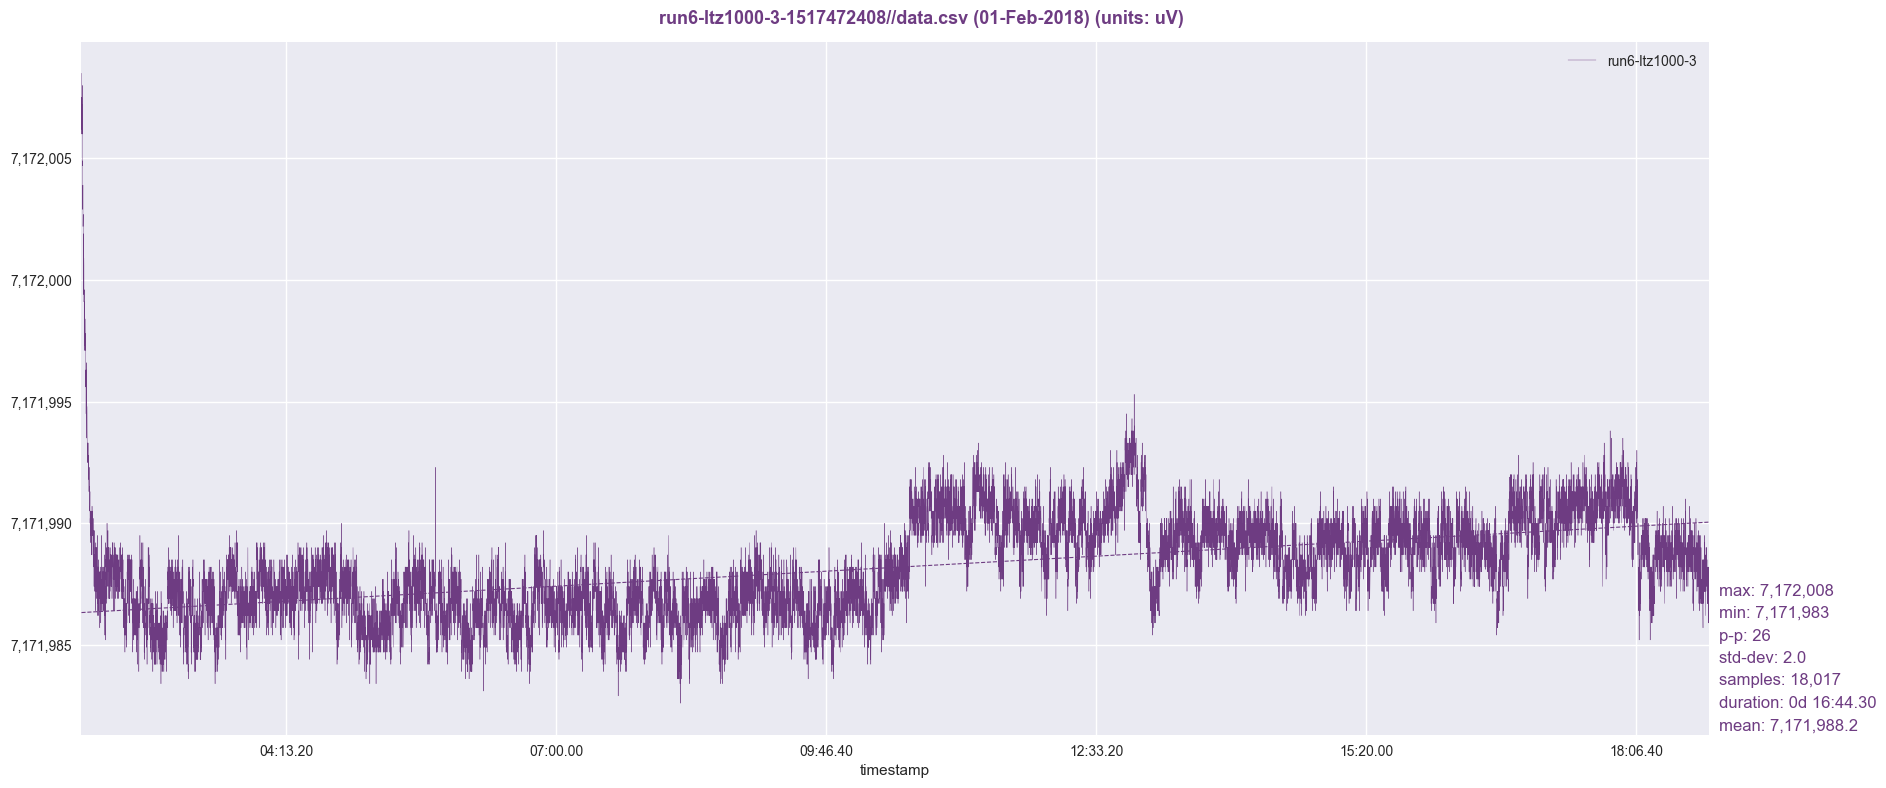 run6-ltz1000-3-1517472408//data.csv (01-Feb-2018) (units: uV)
run6-ltz1000-3
7,172,005
7,172,000
7,171,995
7,171,990
7,171,985
max: 7,172,008
min: 7,171,983
p-p: 26
std-dev: 2.0
samples: 18,017
duration: 0d 16:44.30
mean: 7,171,988.2
04:13.20 07:00.00 09:46.40 12:33.20 15:20.00 18:06.40
timestamp